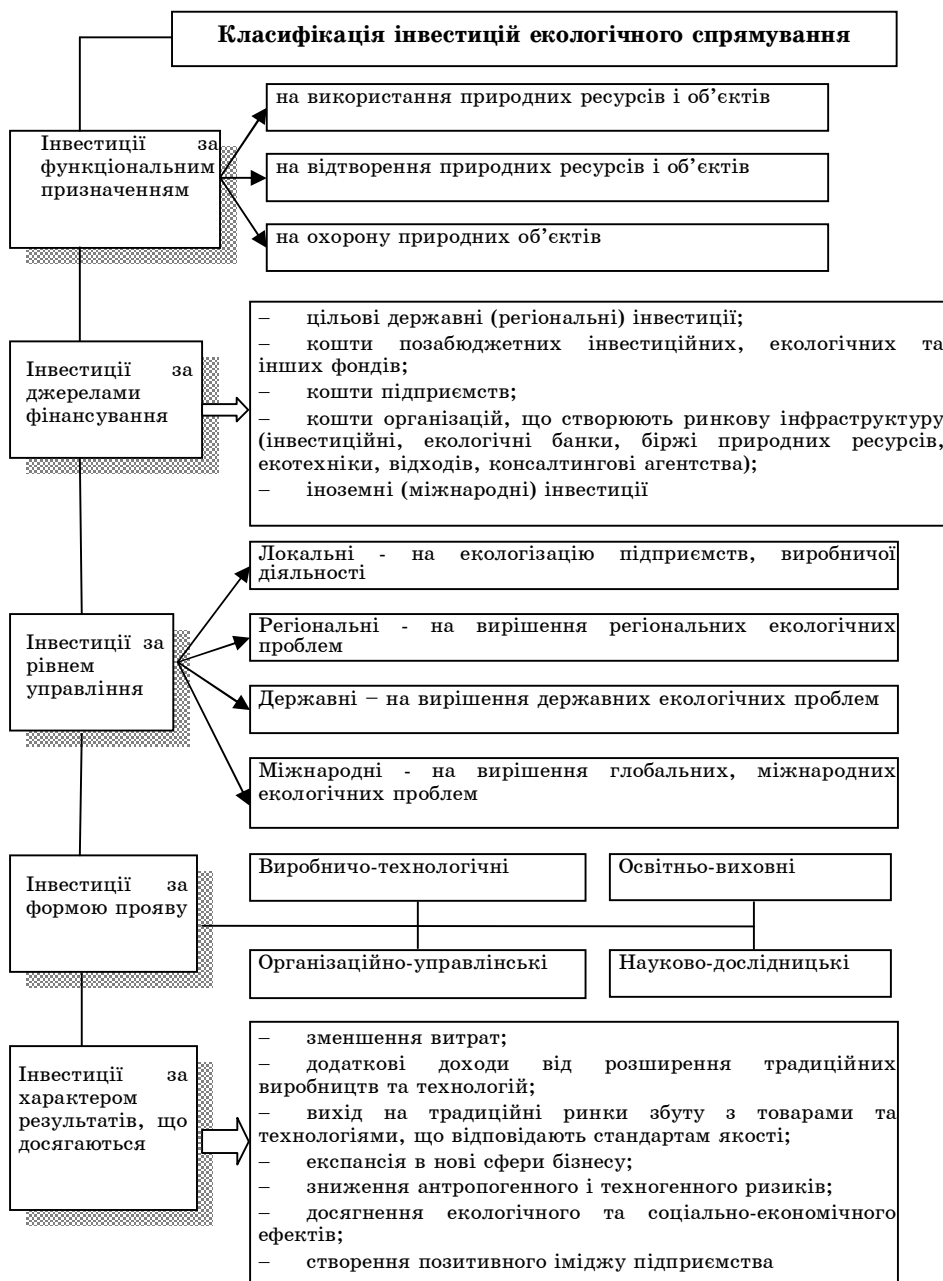 Класифікація інвестицій екологічного спрямування
Інвестиції за
функціональним
призначенням
на використання природних ресурсів і об’єктів
на відтворення природних ресурсів і об’єктів
на охорону природних об’єктів
Інвестиції за
джерелами
фінансування
– цільові державні (регіональні) інвестиції;
– кошти позабюджетних інвестиційних, екологічних та
інших фондів;
– кошти підприємств;
– кошти організацій, що створюють ринкову інфраструктуру
(інвестиційні, екологічні банки, біржі природних ресурсів,
екотехніки, відходів, консалтингові агентства);
– іноземні (міжнародні) інвестиції
Інвестиції за
рівнем
управління
Локальні - на екологізацію підприємств, виробничої
діяльності
Регіональні - на вирішення регіональних екологічних
проблем
Державні – на вирішення державних екологічних проблем
Міжнародні - на вирішення глобальних, міжнародних
екологічних проблем
Інвестиції за
формою прояву
Виробничо-технологічні
Освітньо-виховні
Організаційно-управлінські
Науково-дослідницькі
Інвестиції за
характером
результатів, що
досягаються
– зменшення витрат;
– додаткові доходи від розширення традиційних
виробництв та технологій;
– вихід на традиційні ринки збуту з товарами та
технологіями, що відповідають стандартам якості;
– експансія в нові сфери бізнесу;
– зниження антропогенного і техногенного ризиків;
– досягнення екологічного та соціально-економічного
ефектів;
– створення позитивного іміджу підприємства